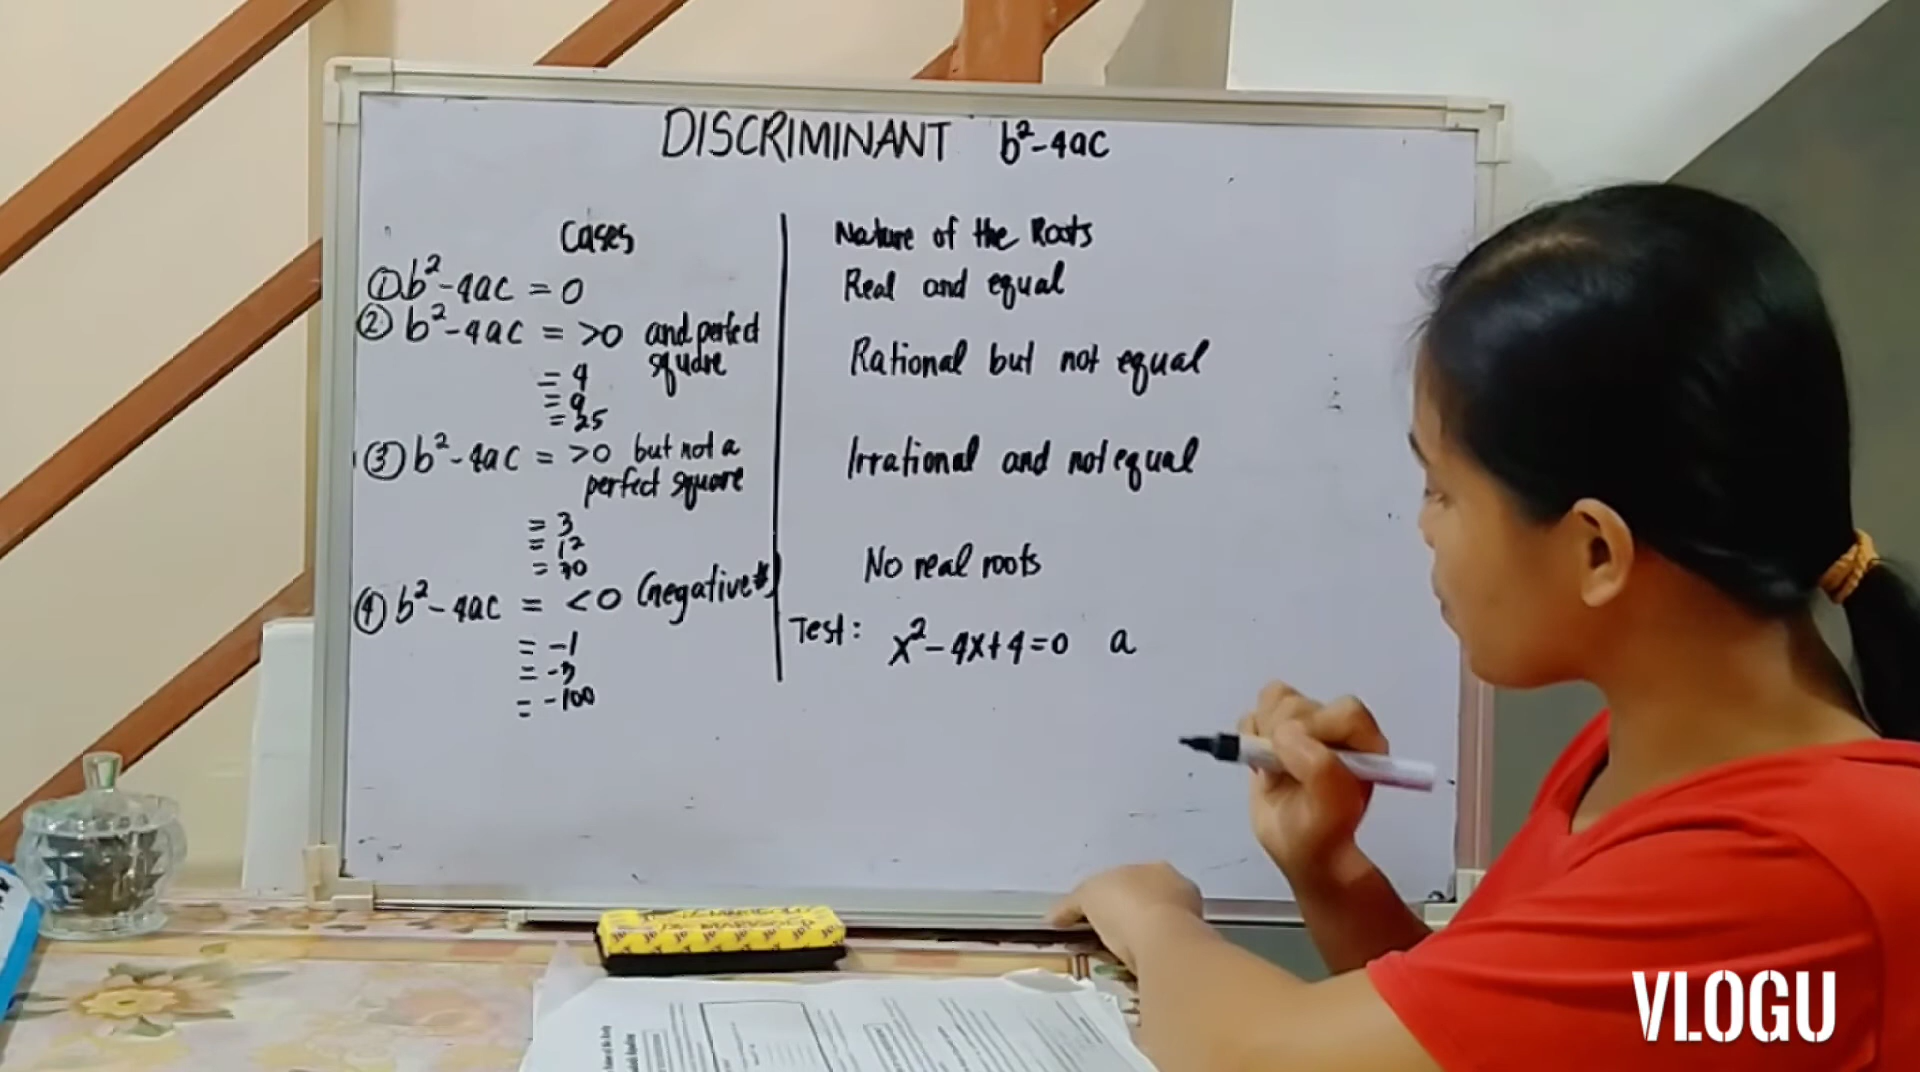 DISCRIMINANT b²-4ac
Cases
① b²-4ac = 0
② b²-4ac = >0 and perfect
square
= 4
= 9
= 25
③ b²-4ac = >0 but not a
perfect square
= 3
= 12
④ b²-4ac = <0 (negative #)
= -1
= -3
= -100
Nature of the Roots
Real and equal
Rational but not equal
Irrational and not equal
No real roots
Test: x²-4x+4=0 a
VLOGU